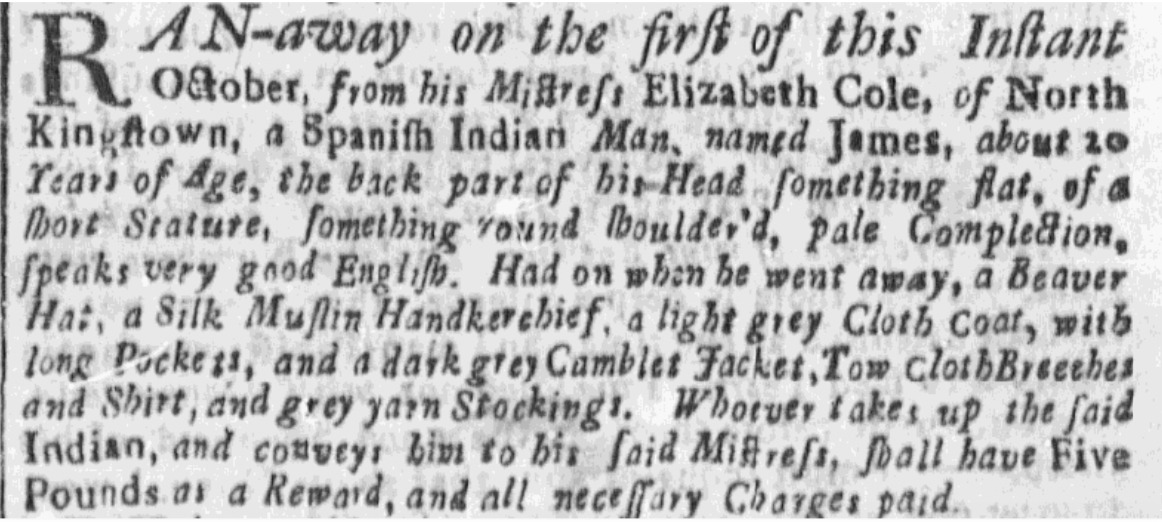 RAN-away on the firſt of this Inſtant
October, from his Miſtreſs Elizabeth Cole, of North
Kingſtown, a Spaniſh Indian Man, named James, about 20
Years of Age, the back part of his Head ſomething flat, of a
ſhort Stature, ſomething round ſhoulder'd, pale Complection,
ſpeaks very good Engliſh. Had on when he went away, a Beaver
Hat, a Silk Muſlin Handkerchief, a light grey Cloth Coat, with
long Pockets, and a dark grey Camblet Jacket, Tow Cloth Breeches
and Shirt, and grey yarn Stockings. Whoever takes up the ſaid
Indian, and conveys him to his ſaid Miſtreſs, ſhall have Five
Pounds as a Reward, and all neceſſary Charges paid.